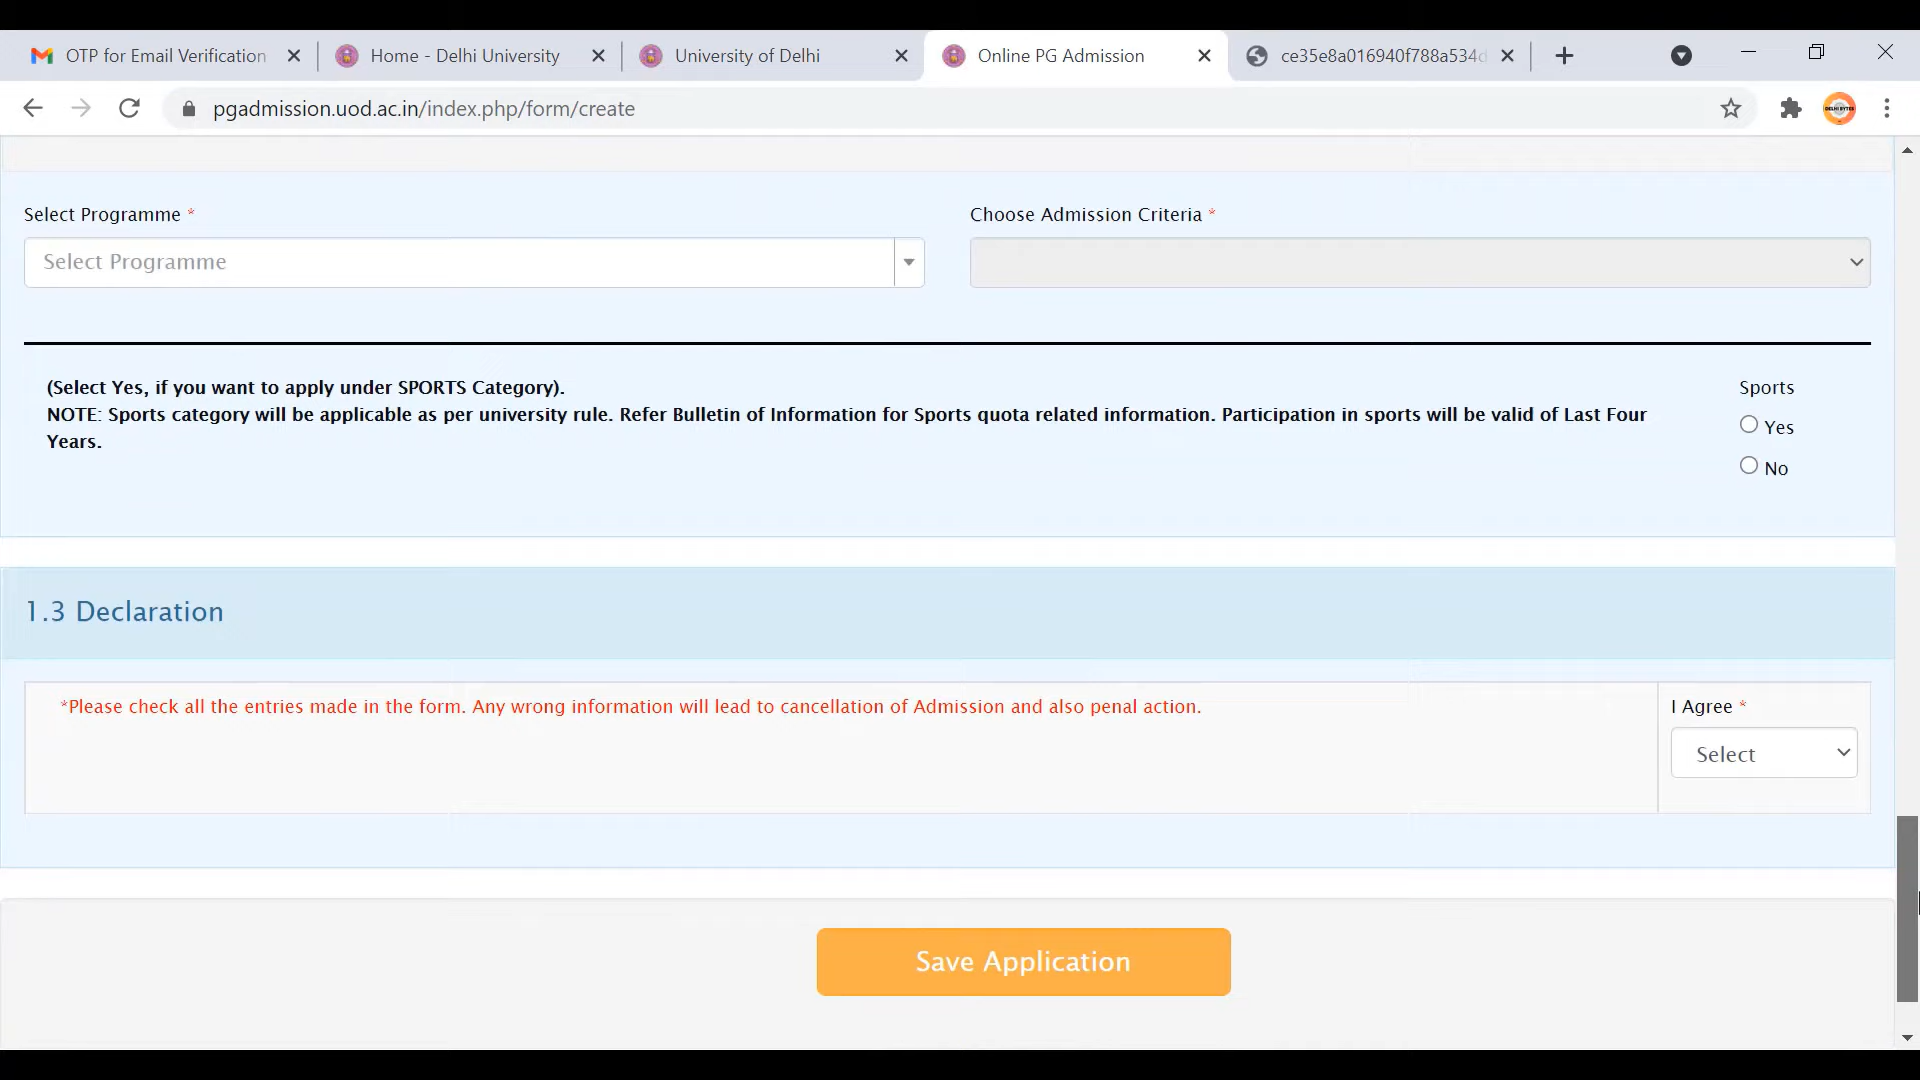 OTP for Email Verification
Home - Delhi University
University of Delhi
Online PG Admission
ce35e8a016940f788a534d
pgadmission.uod.ac.in/index.php/form/create
Select Programme *
Choose Admission Criteria *
Select Programme
(Select Yes, if you want to apply under SPORTS Category).
Sports
NOTE: Sports category will be applicable as per university rule. Refer Bulletin of Information for Sports quota related information. Participation in sports will be valid of Last Four
Years.
Yes
No
1.3 Declaration
*Please check all the entries made in the form. Any wrong information will lead to cancellation of Admission and also penal action.
I Agree *
Select
Save Application